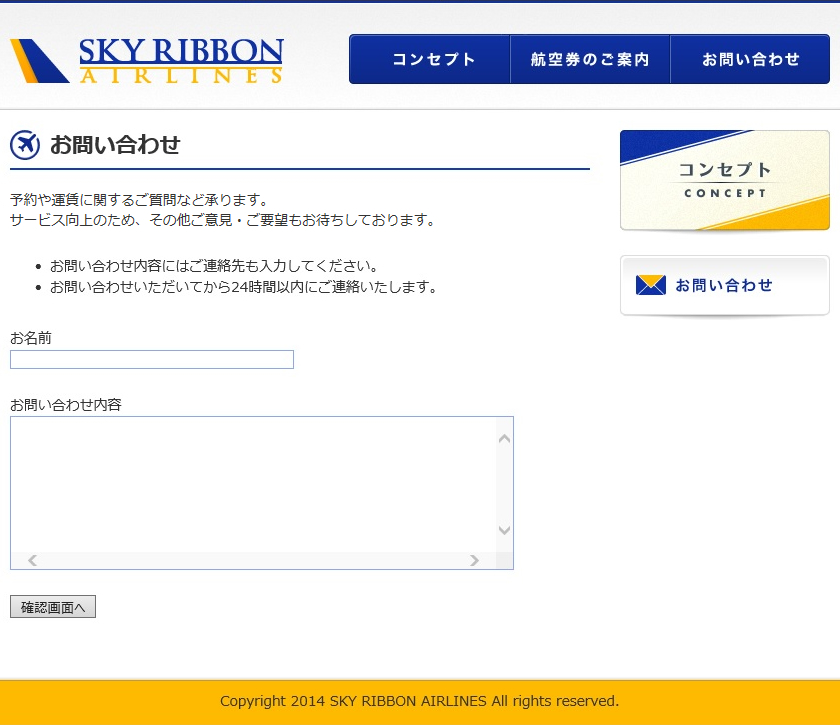 SKY RIBBON
AIRLINES
コンセプト
航空券のご案内
お問い合わせ
お問い合わせ
予約や運賃に関するご質問など承ります。
サービス向上のため、その他ご意見・ご要望もお待ちしております。
お問い合わせ内容にはご連絡先も入力してください。
お問い合わせいただいてから24時間以内にご連絡いたします。
お名前
お問い合わせ内容
確認画面へ
コンセプト
CONCEPT
お問い合わせ
Copyright 2014 SKY RIBBON AIRLINES All rights reserved.